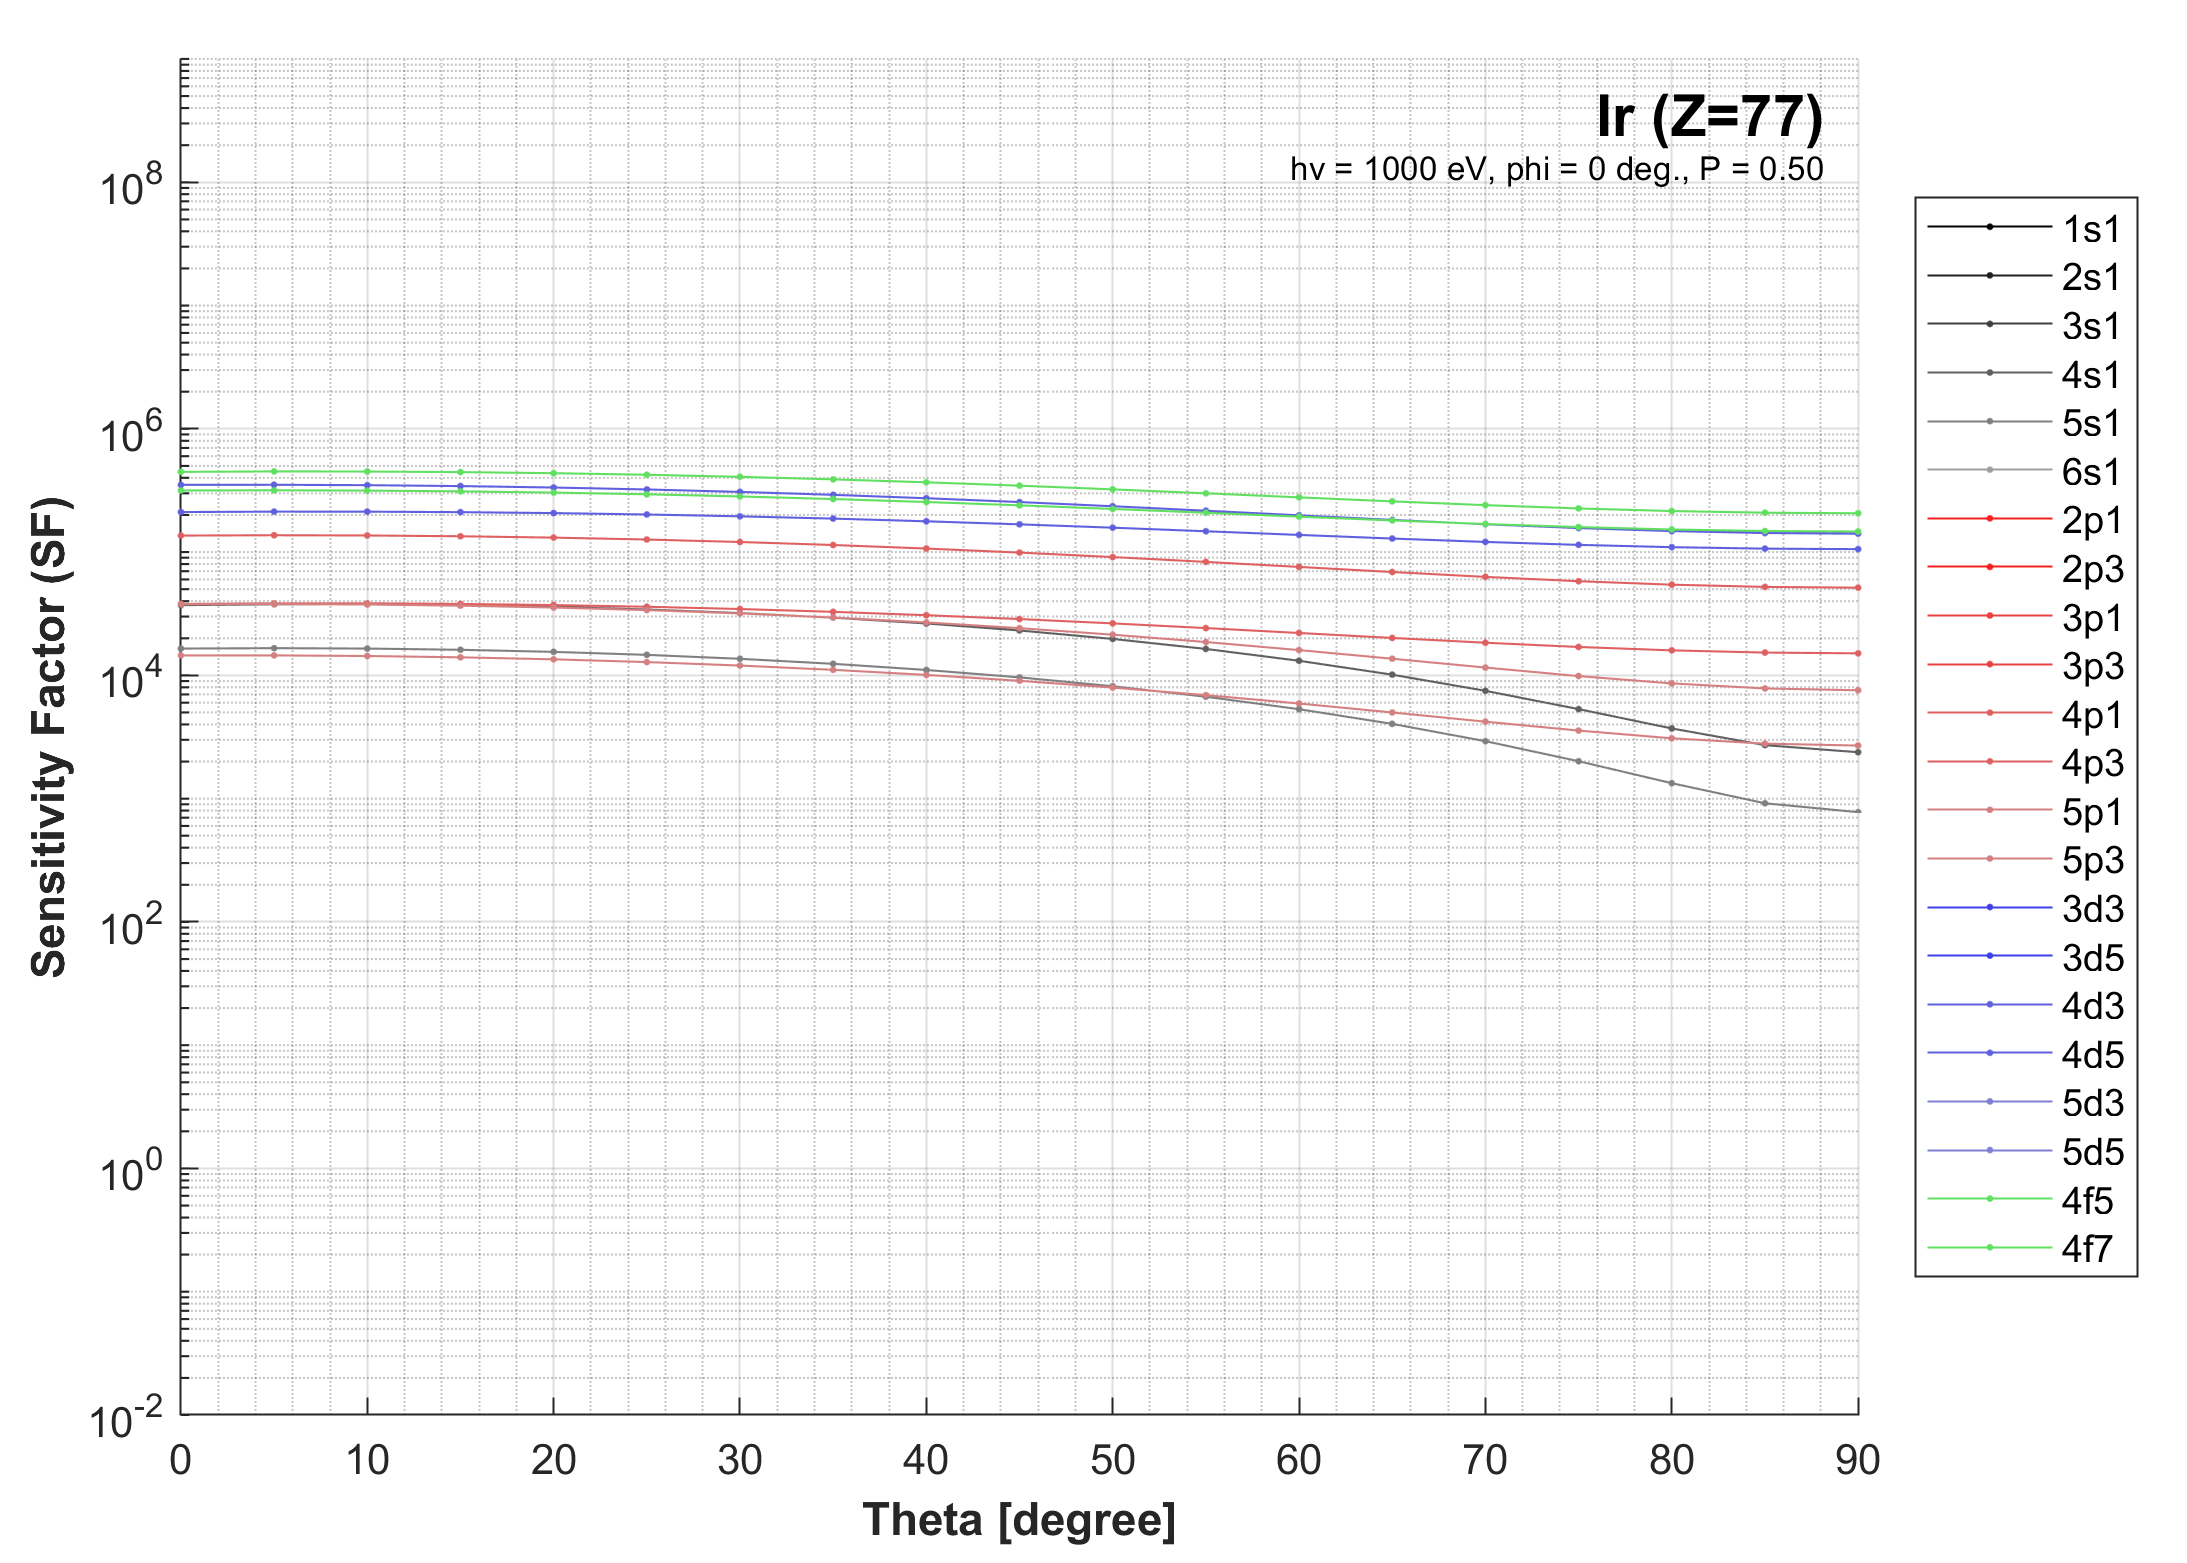 Ir (Z=77)
hv = 1000 eV, phi = 0 deg., P = 0.50
Sensitivity Factor (SF)
10^8
10^6
10^4
10^2
10^0
10^-2
0 10 20 30 40 50 60 70 80 90
Theta [degree]
1s1
2s1
3s1
4s1
5s1
6s1
2p1
2p3
3p1
3p3
4p1
4p3
5p1
5p3
3d3
3d5
4d3
4d5
5d3
5d5
4f5
4f7